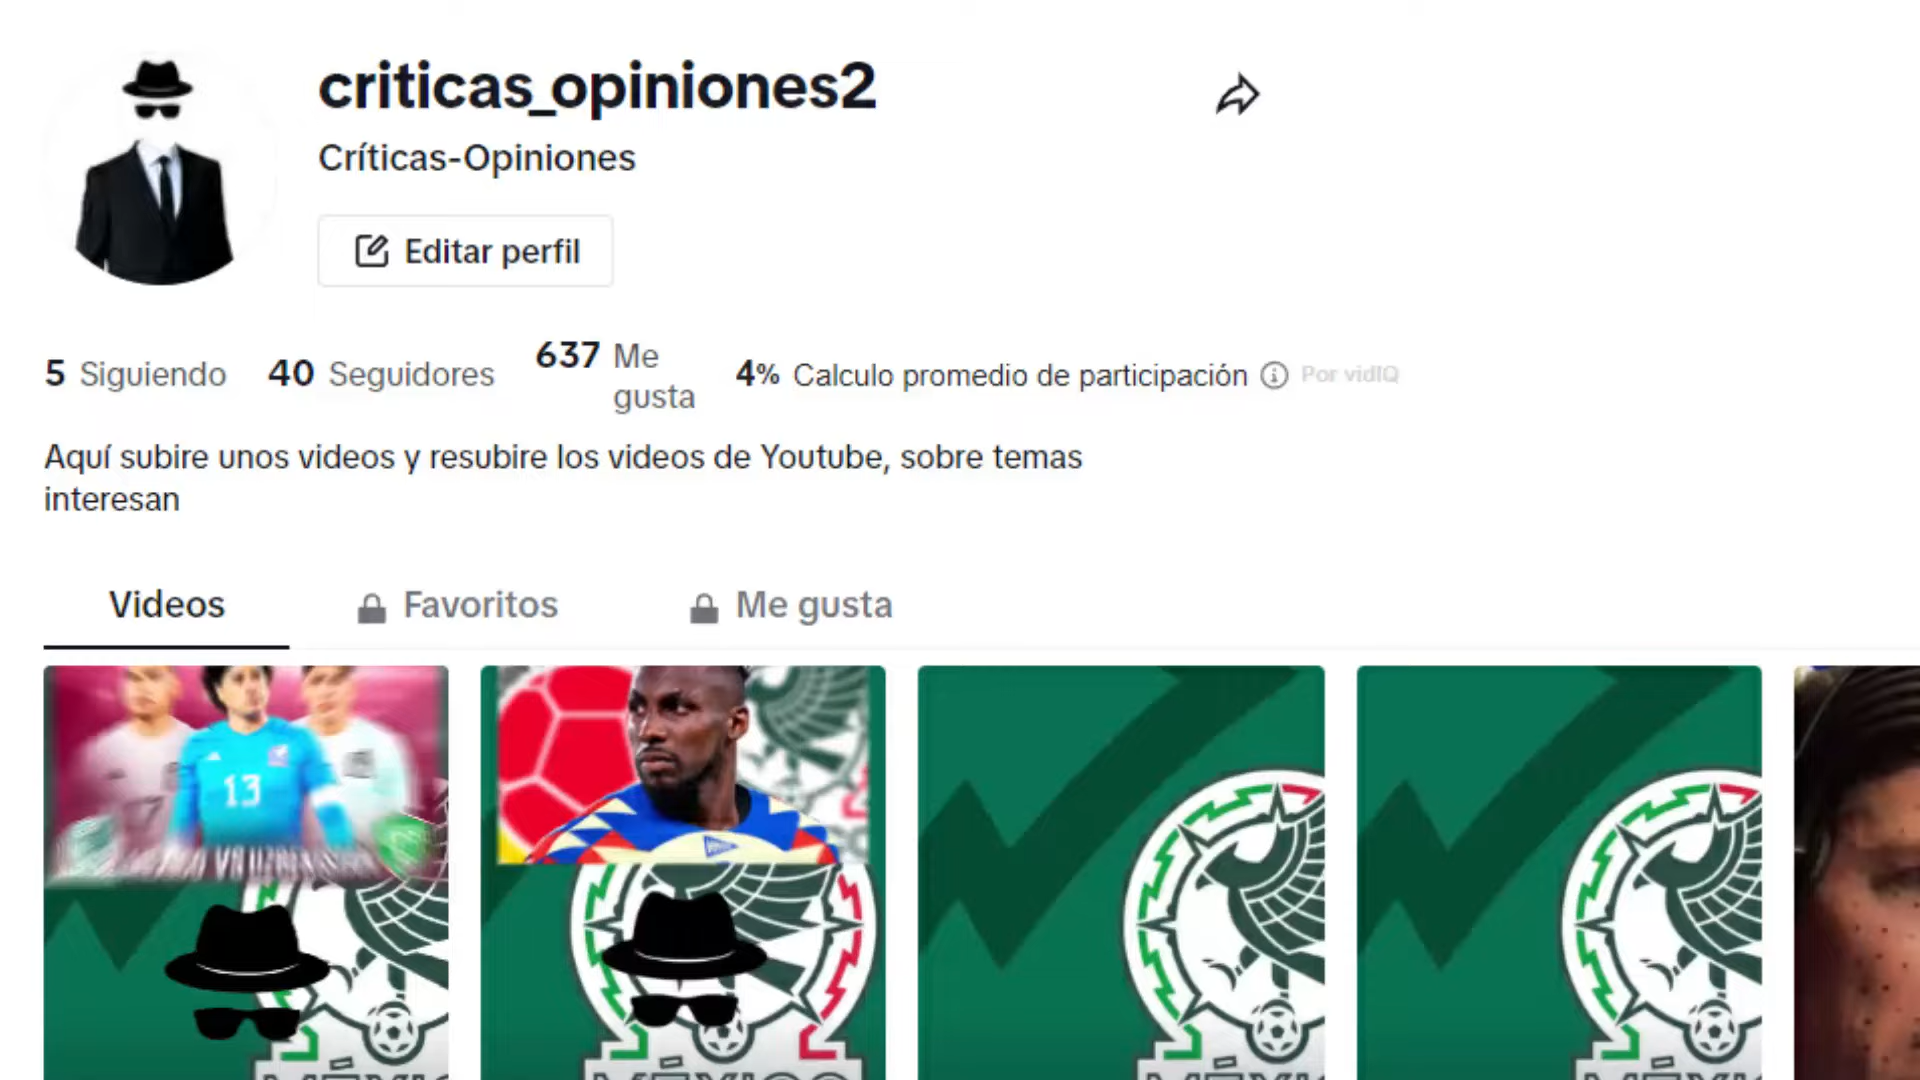 criticas_opiniones2
Críticas-Opiniones
Editar perfil
5 Siguiendo 40 Seguidores 637 Me gusta 4% Calculo promedio de participación Por vidIQ
Aquí subire unos videos y resubire los videos de Youtube, sobre temas
interesan
Videos Favoritos Me gusta
13